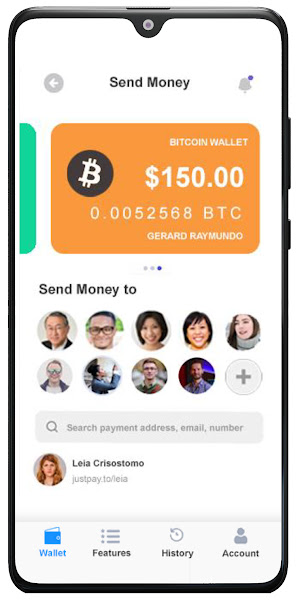 Send Money
BITCOIN WALLET
$150.00
0.0052568 BTC
GERARD RAYMUNDO
Send Money to
Search payment address, email, number
Leia Crisostomo
justpay.to/leia
Wallet
Features
History
Account